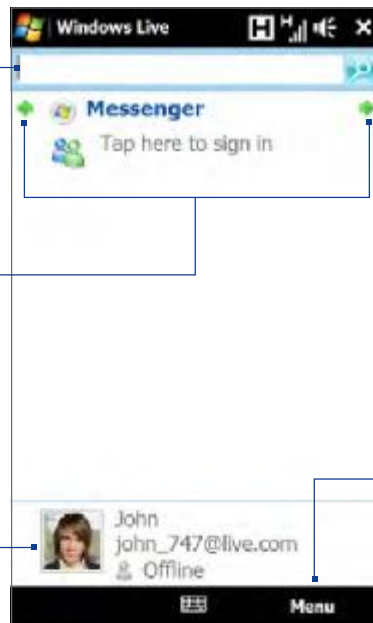 Windows Live
Messenger
Tap here to sign in
John
john_747@live.com
Offline
Menu